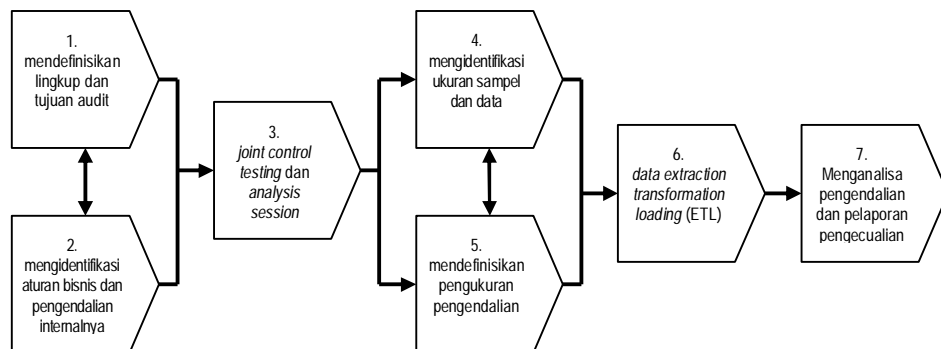 1.
mendefinisikan
lingkup dan
tujuan audit
2.
mengidentifikasi
aturan bisnis dan
pengendalian
internalnya
3.
joint control
testing dan
analysis
session
4.
mengidentifikasi
ukuran sampel
dan data
5.
mendefinisikan
pengukuran
pengendalian
6.
data extraction
transformation
loading (ETL)
7.
Menganalisa
pengendalian
dan pelaporan
pengecualian